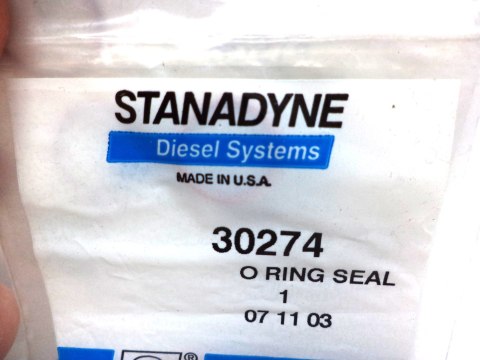 STANADYNE
Diesel Systems
MADE IN U.S.A.
30274
O RING SEAL
1
07 11 03
®